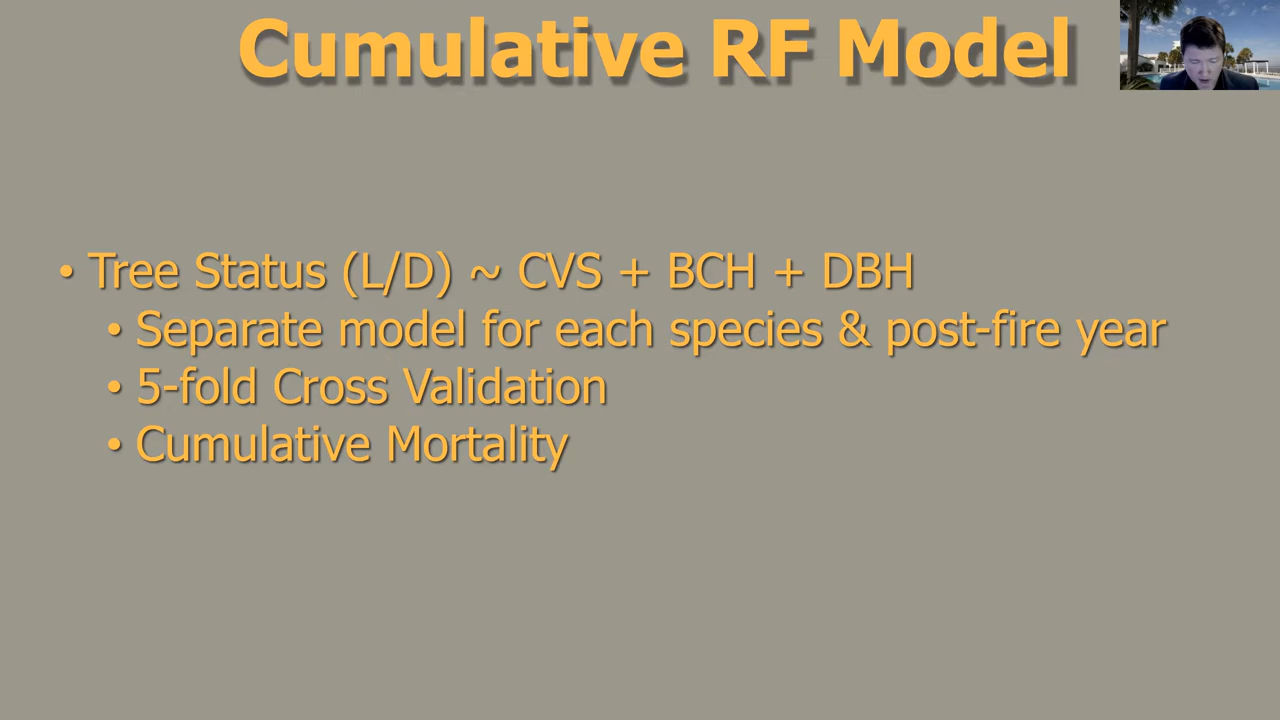 Cumulative RF Model
• Tree Status (L/D) ~ CVS + BCH + DBH
• Separate model for each species & post-fire year
• 5-fold Cross Validation
• Cumulative Mortality